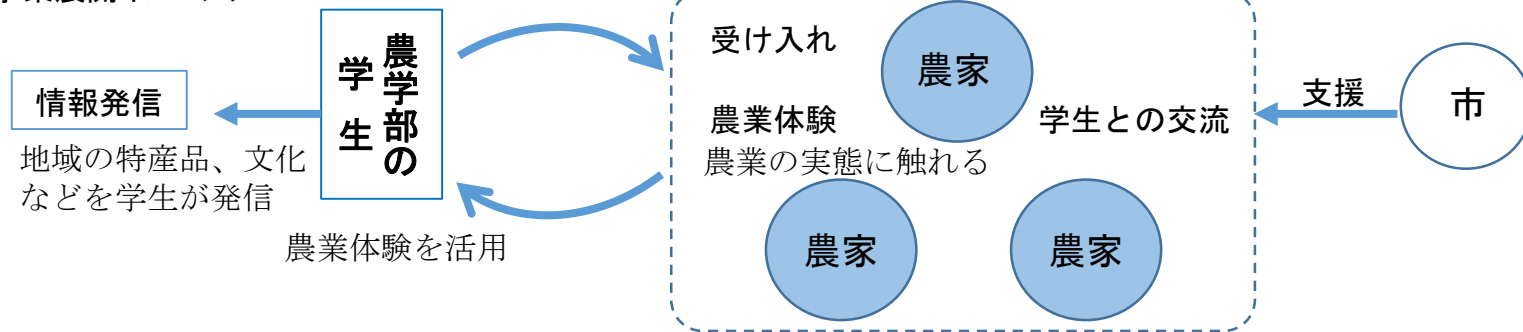 情報発信
地域の特産品、文化
などを学生が発信
農学部の
学生
農業体験を活用
受け入れ
農家
農業体験
学生との交流
農業の実態に触れる
農家
農家
支援
市